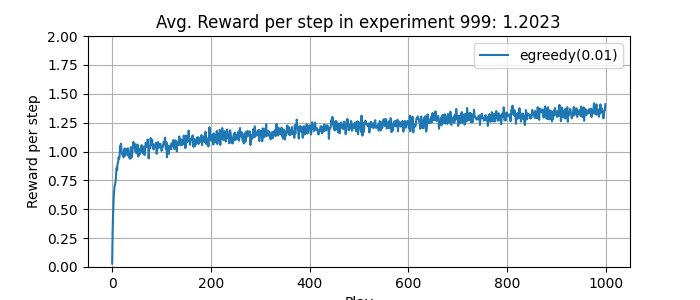 Avg. Reward per step in experiment 999: 1.2023
egreedy(0.01)
Reward per step
2.00
1.75
1.50
1.25
1.00
0.75
0.50
0.25
0.00
0 200 400 600 800 1000
Play